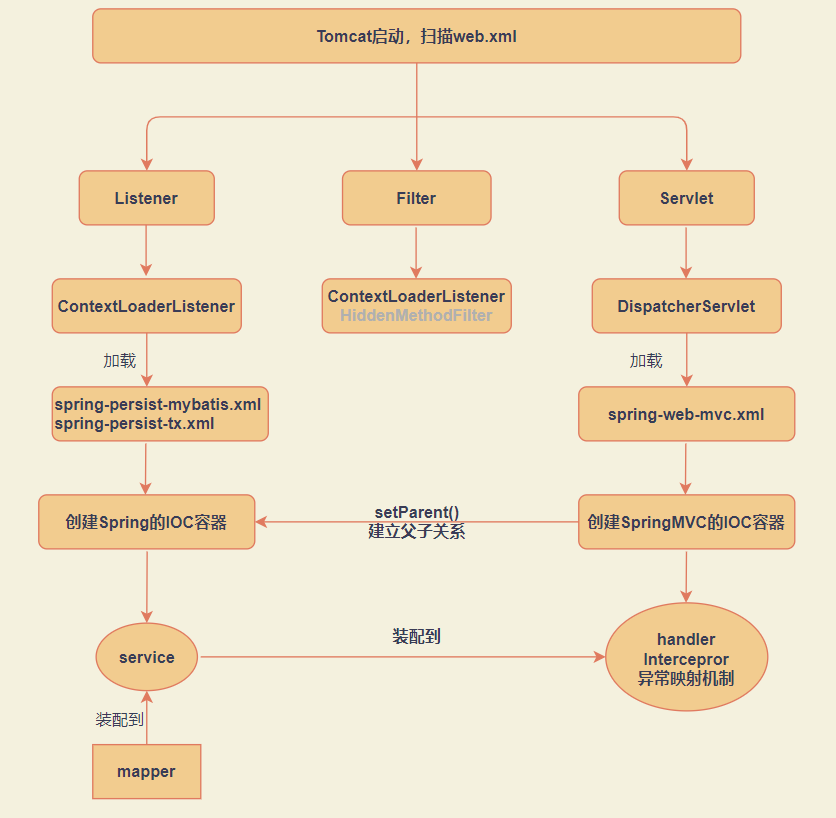 Tomcat启动，扫描web.xml
Listener
Filter
Servlet
ContextLoaderListener
ContextLoaderListener
HiddenMethodFilter
DispatcherServlet
加载
加载
spring-persist-mybatis.xml
spring-persist-tx.xml
spring-web-mvc.xml
创建Spring的IOC容器
setParent()
建立父子关系
创建SpringMVC的IOC容器
装配到
service
handler
Intercepror
异常映射机制
装配到
mapper